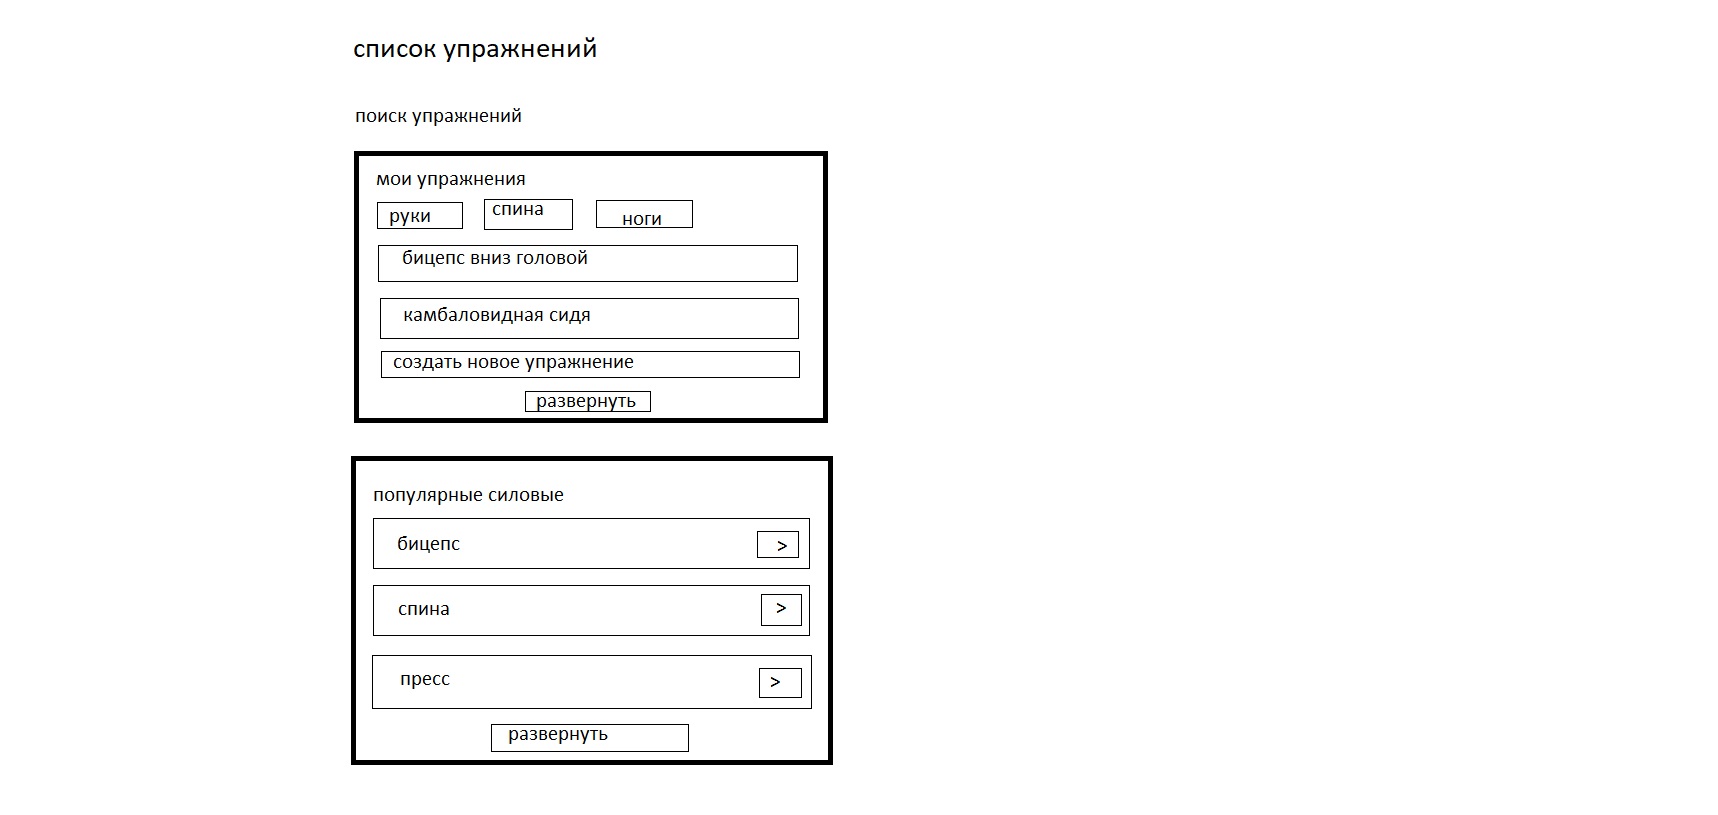 список упражнений
поиск упражнений
мои упражнения
руки спина ноги
бицепс вниз головой
камбаловидная сидя
создать новое упражнение
развернуть
популярные силовые
бицепс >
спина >
пресс >
развернуть